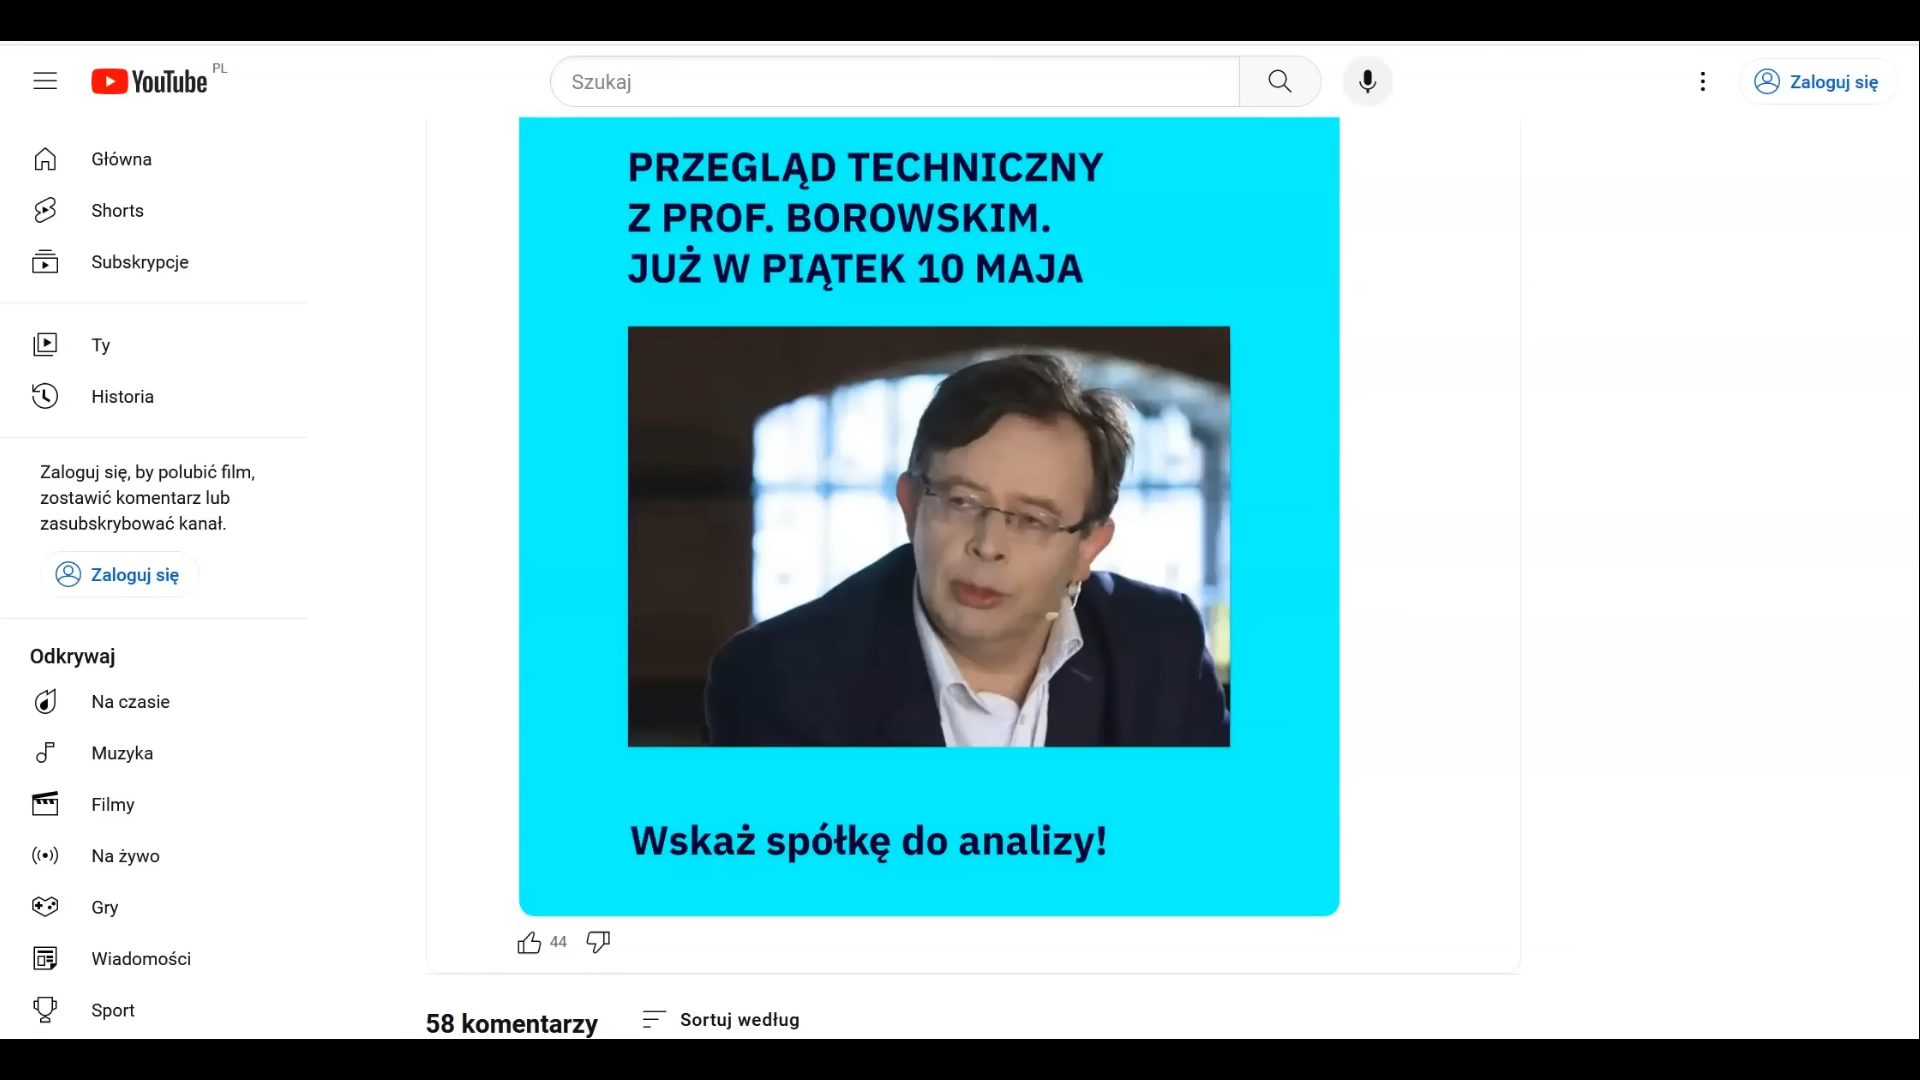 YouTube PL
Szukaj
Zaloguj się
Główna
Shorts
Subskrypcje
Ty
Historia
Zaloguj się, by polubić film,
zostawić komentarz lub
zasubskrybować kanał.
Zaloguj się
Odkrywaj
Na czasie
Muzyka
Filmy
Na żywo
Gry
Wiadomości
Sport
PRZEGLĄD TECHNICZNY
Z PROF. BOROWSKIM.
JUŻ W PIĄTEK 10 MAJA
Wskaż spółkę do analizy!
44
58 komentarzy
Sortuj według